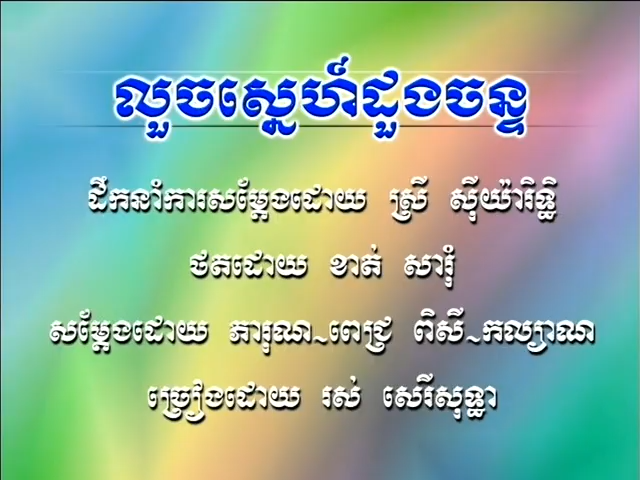 លួចស្នេហ៍ដួងចន្ទ
ដឹកនាំការសម្ដែងដោយ ស្រី ស៊ីយ៉ារិទ្ធិ
ថតដោយ ខាត់ សារុំ
សម្ដែងដោយ ភារុណ~ពេជ្រ ពិសី~កល្យាណ
ច្រៀងដោយ រស់ សេរីសុទ្ធា